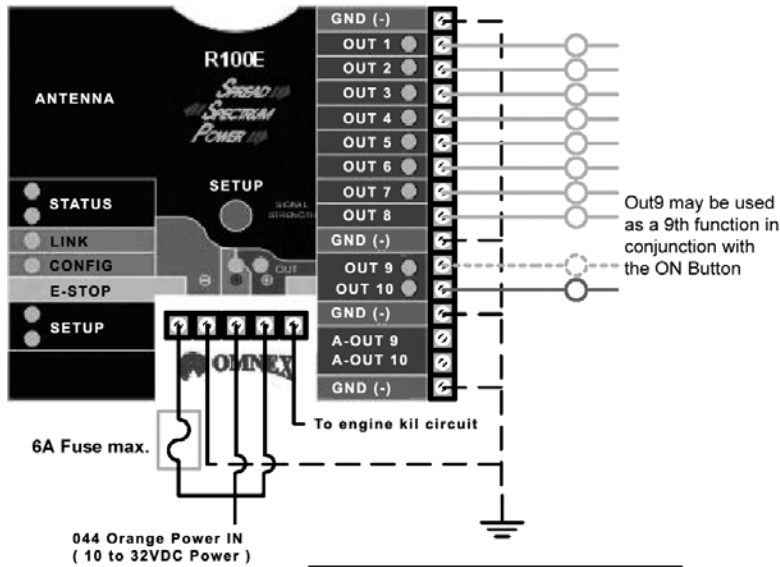 GND (-)
OUT 1
OUT 2
OUT 3
OUT 4
OUT 5
OUT 6
OUT 7
OUT 8
GND (-)
OUT 9
OUT 10
GND (-)
A-OUT 9
A-OUT 10
GND (-)
R100E
SPREAD
SPECTRUM
POWER
ANTENNA
SETUP
SIGNAL
STRENGTH
STATUS
LINK
CONFIG
OUT
E-STOP
SETUP
OMNEX
Out9 may be used
as a 9th function in
conjunction with
the ON Button
To engine kil circuit
6A Fuse max.
044 Orange Power IN
( 10 to 32VDC Power )